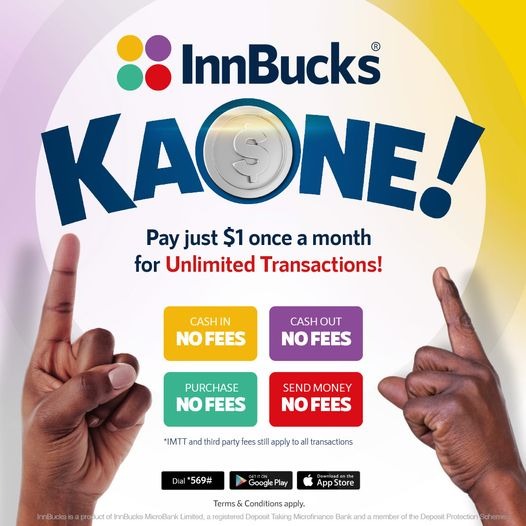 InnBucks®
KAONE!
Pay just $1 once a month
for Unlimited Transactions!
CASH IN
NO FEES
CASH OUT
NO FEES
PURCHASE
NO FEES
SEND MONEY
NO FEES
*IMTT and third party fees still apply to all transactions
Dial *569#
GET IT ON
Google Play
Download on the
App Store
Terms & Conditions apply.
InnBucks is a product of InnBucks MicroBank Limited, a registered Deposit Taking Microfinance Bank and a member of the Deposit Protection Scheme